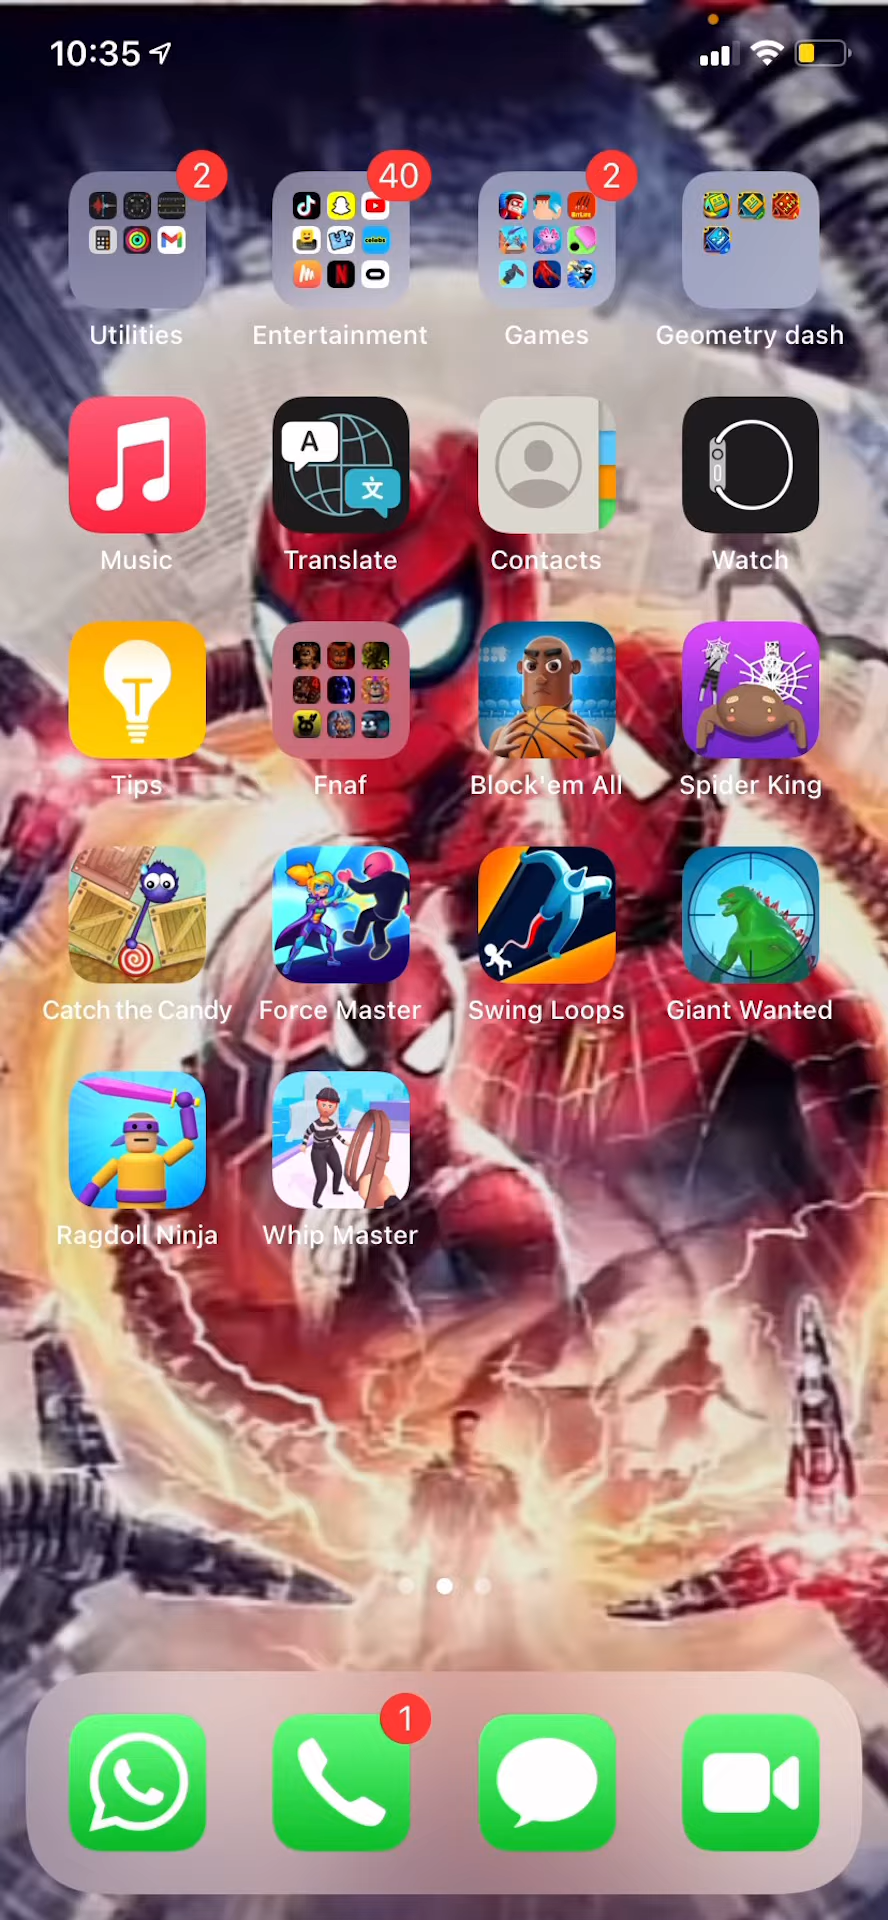 10:35
2
40
2
Utilities
Entertainment
Games
Geometry dash
A
文
Music
Translate
Contacts
Watch
Tips
Fnaf
Block'em All
Spider King
Catch the Candy
Force Master
Swing Loops
Giant Wanted
Ragdoll Ninja
Whip Master
1